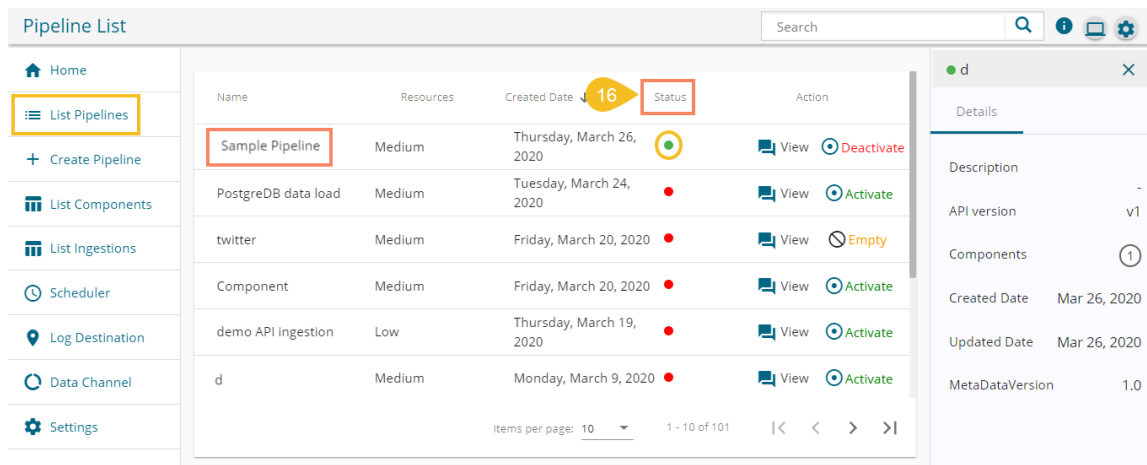 Pipeline List
Search
Home
List Pipelines
Create Pipeline
List Components
List Ingestions
Scheduler
Log Destination
Data Channel
Settings
Name Resources Created Date 16 Status Action
Sample Pipeline Medium Thursday, March 26,
2020 View Deactivate
PostgreDB data load Medium Tuesday, March 24,
2020 View Activate
twitter Medium Friday, March 20, 2020 View Empty
Component Medium Friday, March 20, 2020 View Activate
demo API ingestion Low Thursday, March 19,
2020 View Activate
d Medium Monday, March 9, 2020 View Activate
Items per page: 10 1 - 10 of 101
d
Details
Description
-
API version v1
Components 1
Created Date Mar 26, 2020
Updated Date Mar 26, 2020
MetaDataVersion 1.0